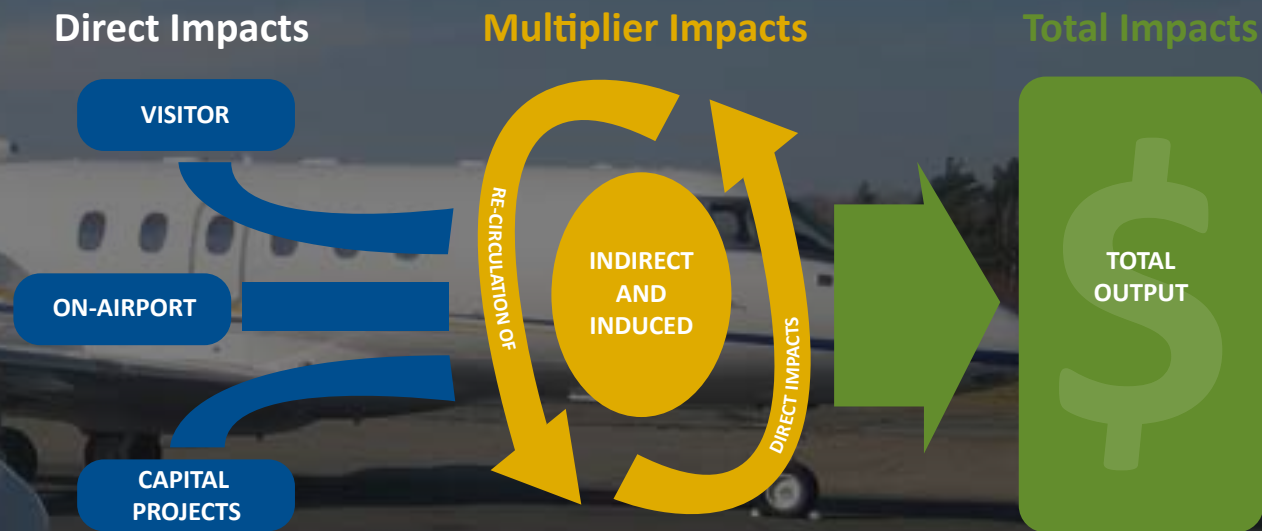 Direct Impacts
Multiplier Impacts
Total Impacts
VISITOR
ON-AIRPORT
CAPITAL
PROJECTS
RE-CIRCULATION OF
DIRECT IMPACTS
INDIRECT
AND
INDUCED
$
TOTAL
OUTPUT